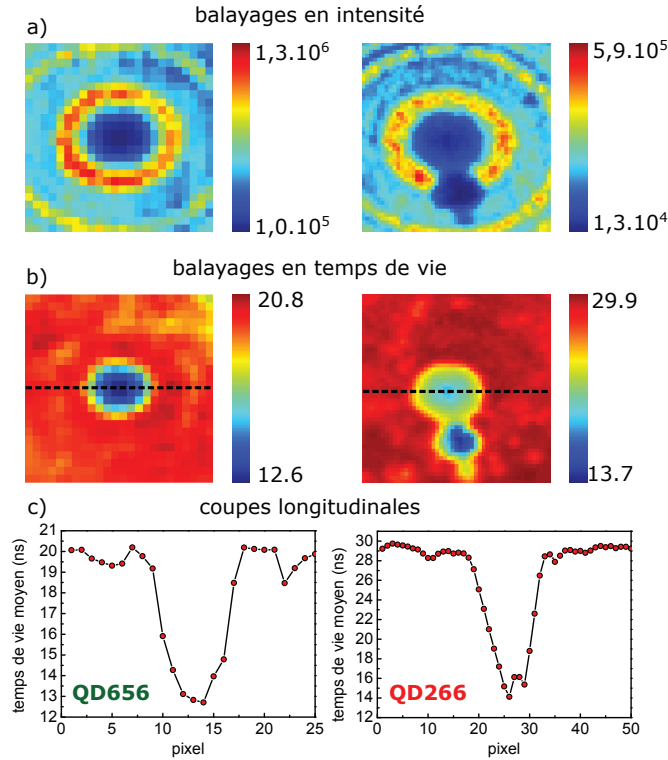 balayages en intensité
a)
1,3.10⁶
1,0.10⁵
5,9.10⁵
1,3.10⁴
b)
balayages en temps de vie
20.8
12.6
29.9
13.7
c)
coupes longitudinales
temps de vie moyen (ns)
21
20
19
18
17
16
15
14
13
12
QD656
0 5 10 15 20 25
pixel
temps de vie moyen (ns)
30
28
26
24
22
20
18
16
14
12
QD266
0 10 20 30 40 50
pixel